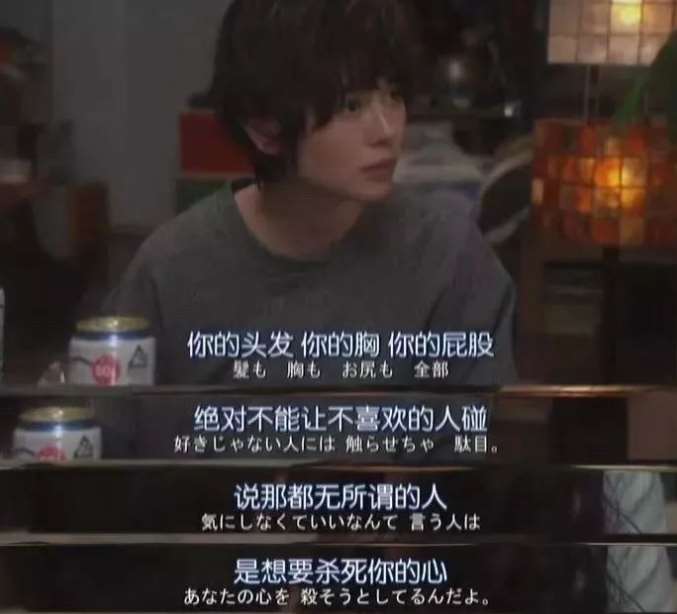 你的头发 你的胸 你的屁股
髪も 胸も お尻も 全部
绝对不能让不喜欢的人碰
好きじゃない人には 触らせちゃ 駄目。
说那都无所谓的人
気にしなくていいなんて 言う人は
是想要杀死你的心
あなたの心を 殺そうとしてるんだよ。